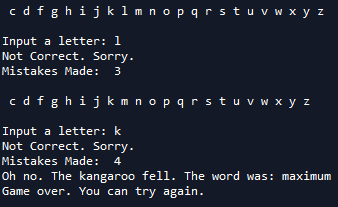 c d f g h i j k l m n o p q r s t u v w x y z
Input a letter: l
Not Correct. Sorry.
Mistakes Made:  3
c d f g h i j k m n o p q r s t u v w x y z
Input a letter: k
Not Correct. Sorry.
Mistakes Made:  4
Oh no. The kangaroo fell. The word was: maximum
Game over. You can try again.